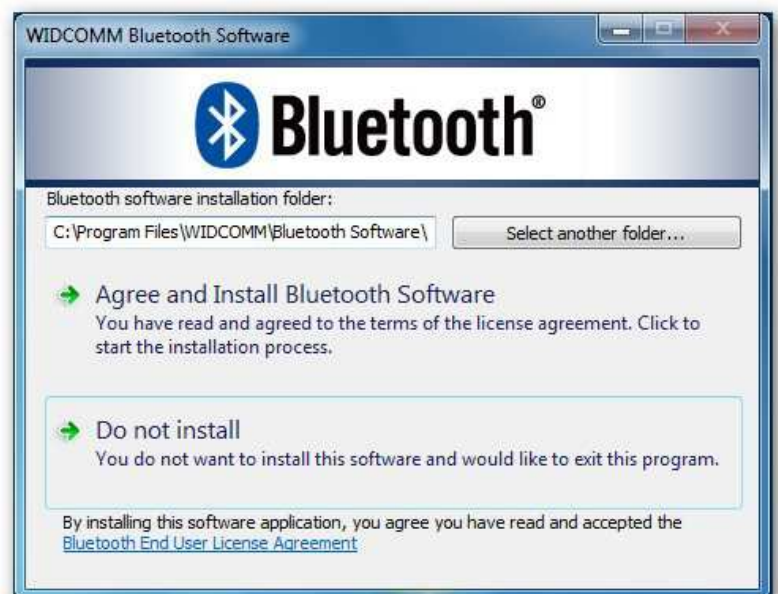 WIDCOMM Bluetooth Software
Bluetooth®
Bluetooth software installation folder:
C:\Program Files\WIDCOMM\Bluetooth Software\
Select another folder...
Agree and Install Bluetooth Software
You have read and agreed to the terms of the license agreement. Click to
start the installation process.
Do not install
You do not want to install this software and would like to exit this program.
By installing this software application, you agree you have read and accepted the
Bluetooth End User License Agreement